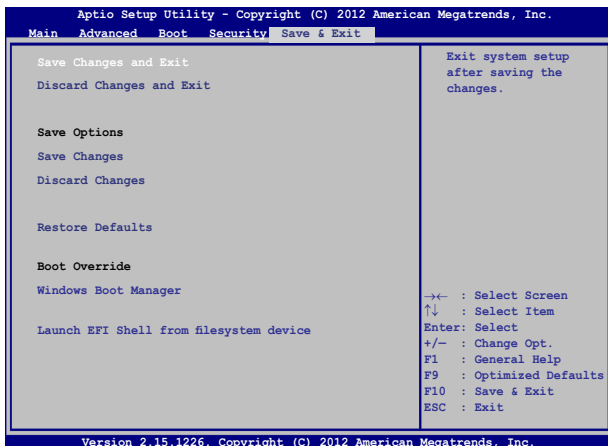 Aptio Setup Utility - Copyright (C) 2012 American Megatrends, Inc.
Main Advanced Boot Security Save & Exit
Save Changes and Exit
Discard Changes and Exit
Save Options
Save Changes
Discard Changes
Restore Defaults
Boot Override
Windows Boot Manager
Launch EFI Shell from filesystem device
Exit system setup
after saving the
changes.
→← : Select Screen
↑↓ : Select Item
Enter: Select
+/— : Change Opt.
F1 : General Help
F9 : Optimized Defaults
F10 : Save & Exit
ESC : Exit
Version 2.15.1226. Copyright (C) 2012 American Megatrends, Inc.